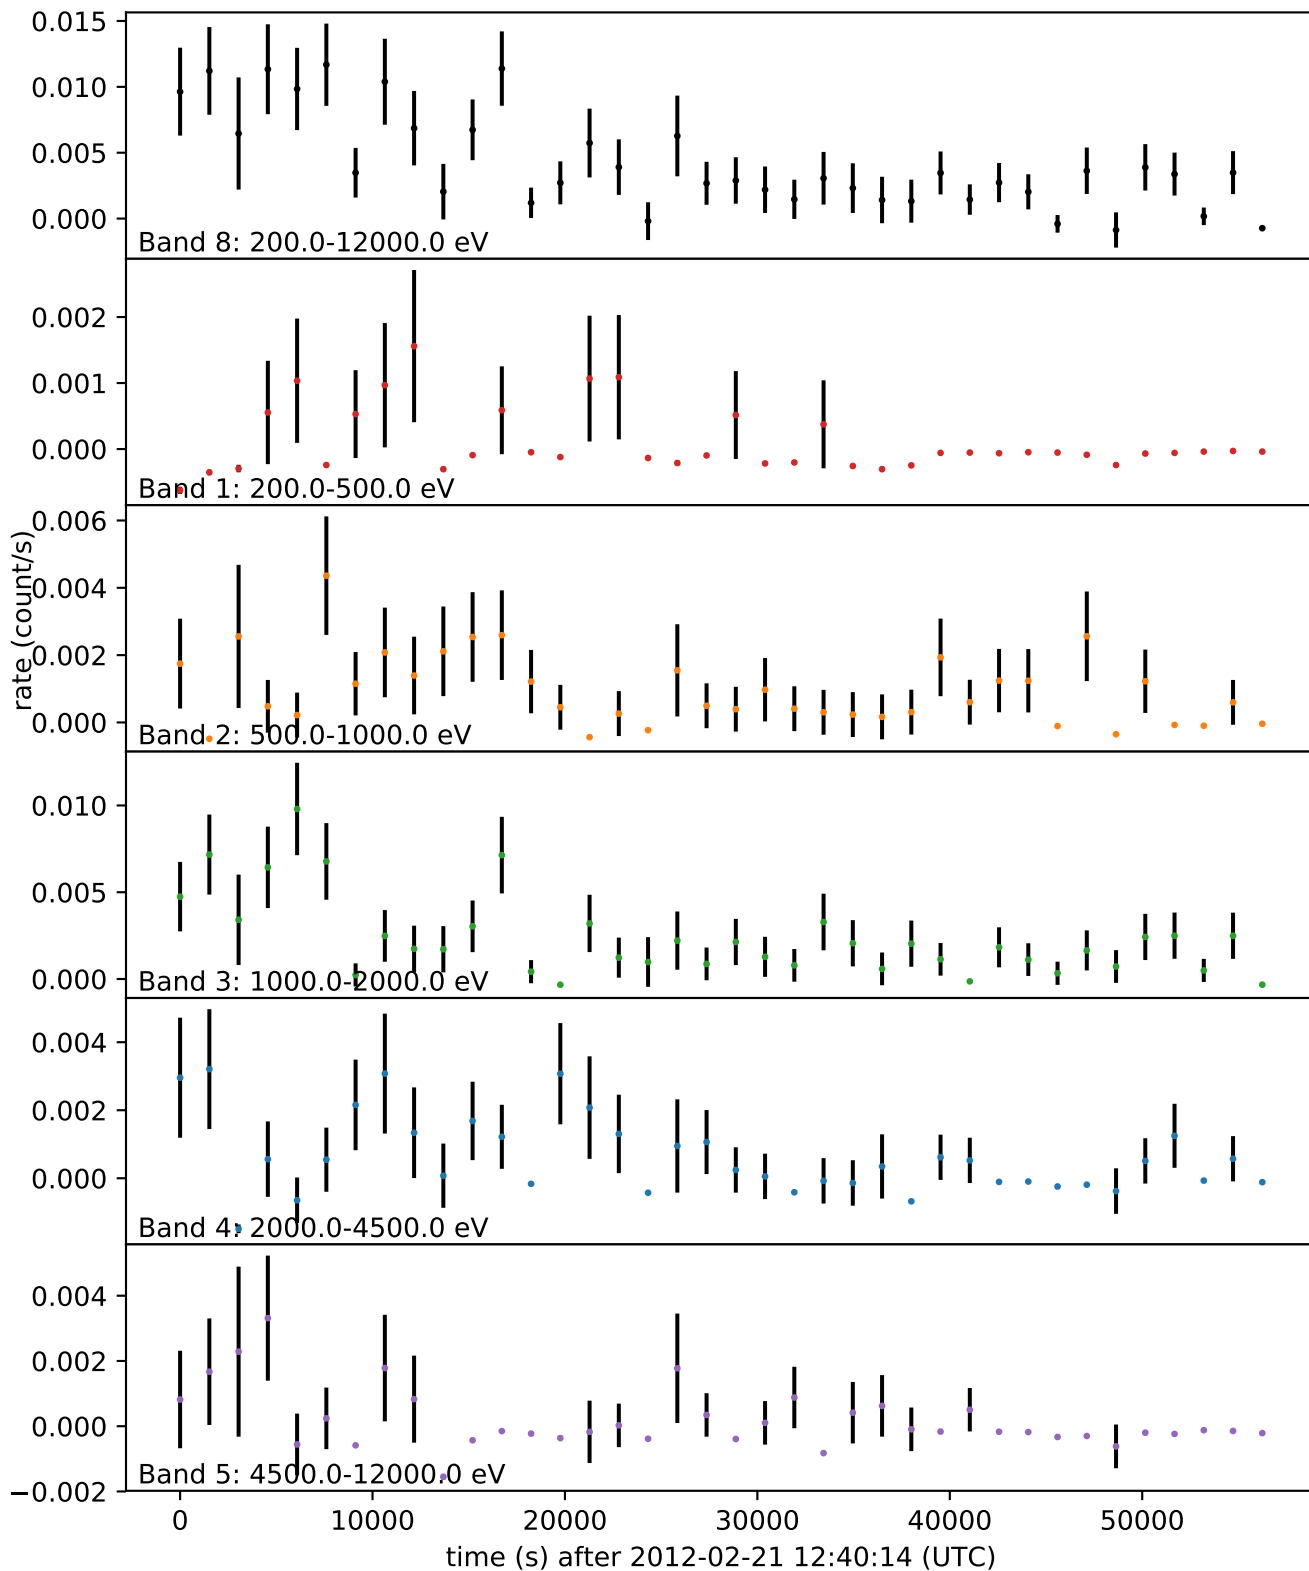 0.015
0.010
0.005
0.000
Band 8: 200.0-12000.0 eV
0.002
0.001
0.000
Band 1: 200.0-500.0 eV
rate (count/s)
0.006
0.004
0.002
0.000
Band 2: 500.0-1000.0 eV
0.010
0.005
0.000
Band 3: 1000.0-2000.0 eV
0.004
0.002
0.000
Band 4: 2000.0-4500.0 eV
0.004
0.002
0.000
−0.002
Band 5: 4500.0-12000.0 eV
0 10000 20000 30000 40000 50000
time (s) after 2012-02-21 12:40:14 (UTC)